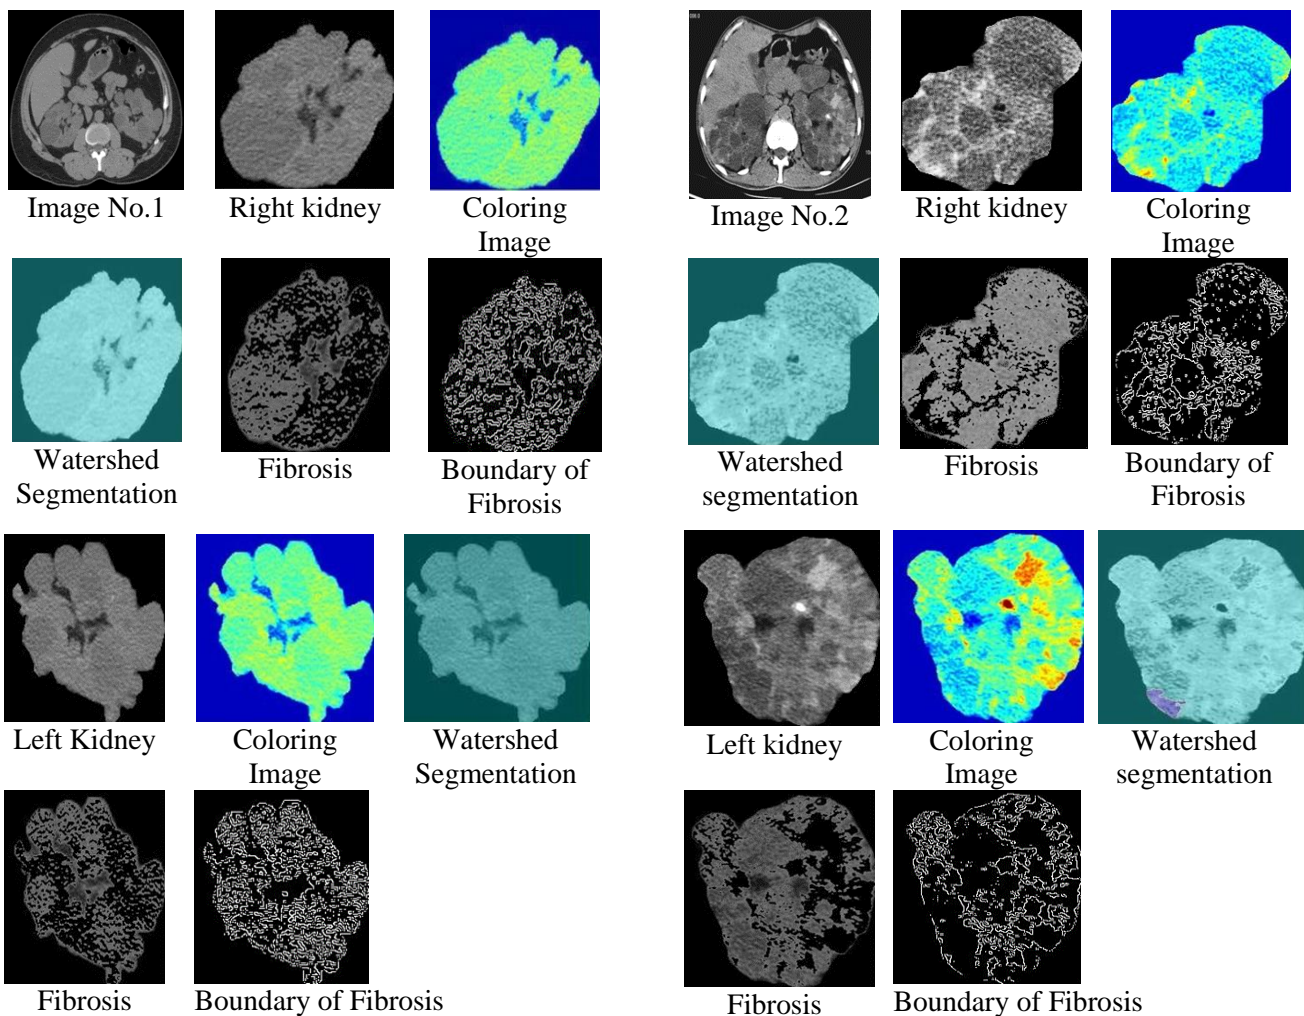 Image No.1
Right kidney
Coloring
Image
Watershed
Segmentation
Fibrosis
Boundary of
Fibrosis
Left Kidney
Coloring
Image
Watershed
Segmentation
Fibrosis
Boundary of Fibrosis
Image No.2
Right kidney
Coloring
Image
Watershed
segmentation
Fibrosis
Boundary of
Fibrosis
Left kidney
Coloring
Image
Watershed
segmentation
Fibrosis
Boundary of Fibrosis